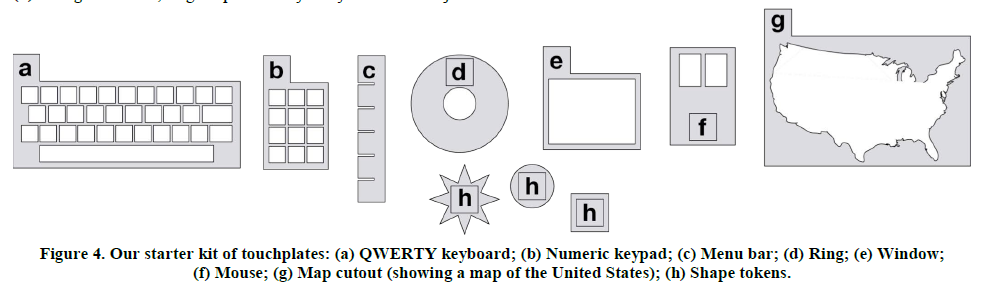 a
b
c
d
e
f
g
h
h
h
Figure 4. Our starter kit of touchplates: (a) QWERTY keyboard; (b) Numeric keypad; (c) Menu bar; (d) Ring; (e) Window;
(f) Mouse; (g) Map cutout (showing a map of the United States); (h) Shape tokens.